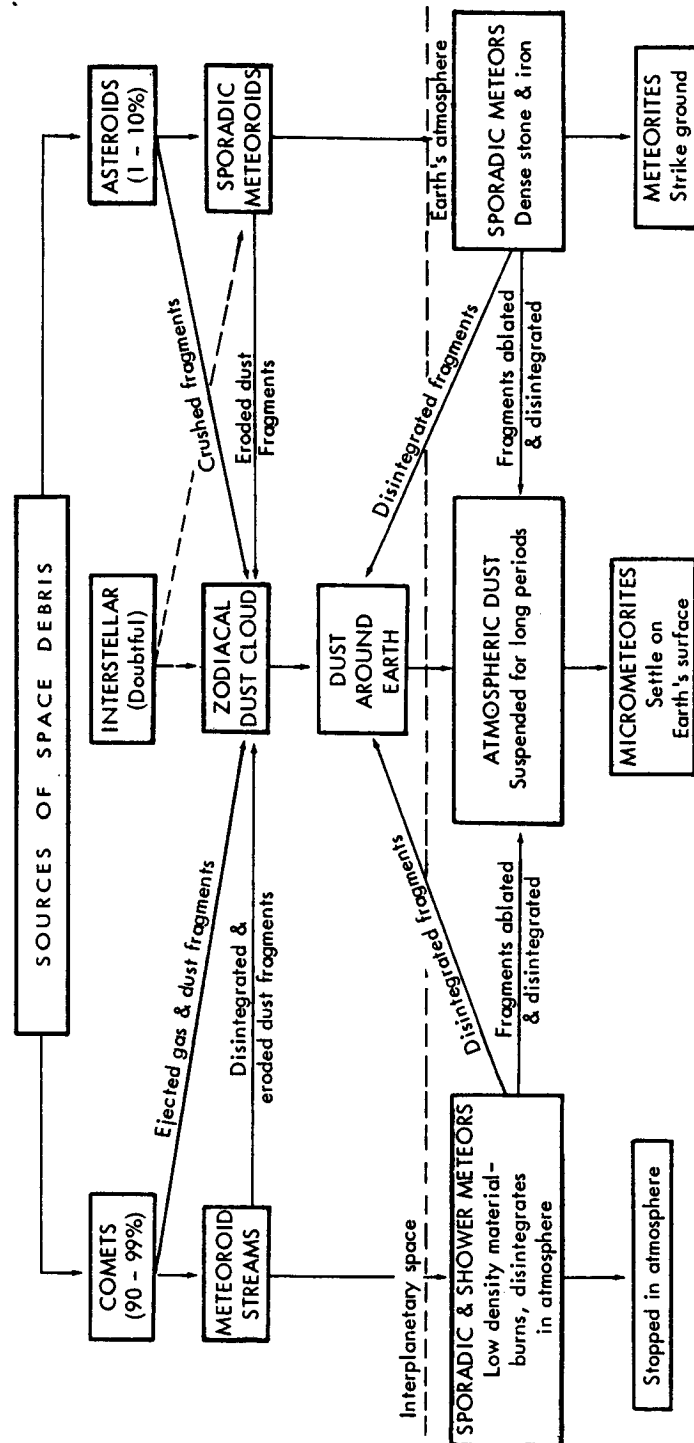 SOURCES OF SPACE DEBRIS
COMETS
(90 - 99%)
INTERSTELLAR
(Doubtful)
ASTEROIDS
(1 - 10%)
Ejected gas & dust fragments
Crushed fragments
METEOROID
STREAMS
Disintegrated &
eroded dust fragments
ZODIACAL
DUST CLOUD
Eroded dust
Fragments
SPORADIC
METEOROIDS
DUST
AROUND
EARTH
Interplanetary space
Earth's atmosphere
Disintegrated fragments
Disintegrated fragments
SPORADIC & SHOWER METEORS
Low density material-
burns, disintegrates
in atmosphere
Fragments ablated
& disintegrated
ATMOSPHERIC DUST
Suspended for long periods
Fragments ablated
& disintegrated
SPORADIC METEORS
Dense stone & iron
Stopped in atmosphere
MICROMETEORITES
Settle on
Earth's surface
METEORITES
Strike ground